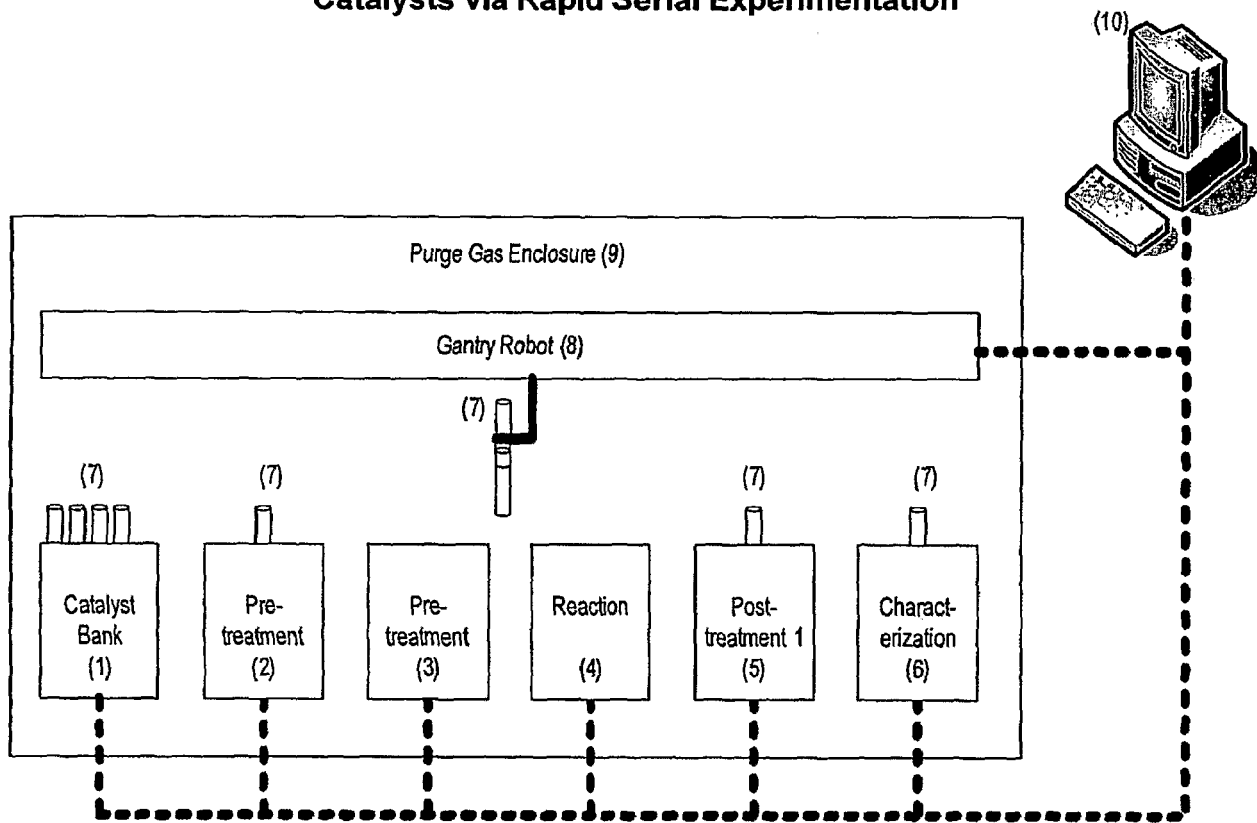 Catalysts via Rapid Serial Experimentation
(10)
Purge Gas Enclosure (9)
Gantry Robot (8)
(7)
(7)
(7)
(7)
(7)
Catalyst
Bank
(1)
Pre-
treatment
(2)
Pre-
treatment
(3)
Reaction
(4)
Post-
treatment 1
(5)
Charact-
erization
(6)